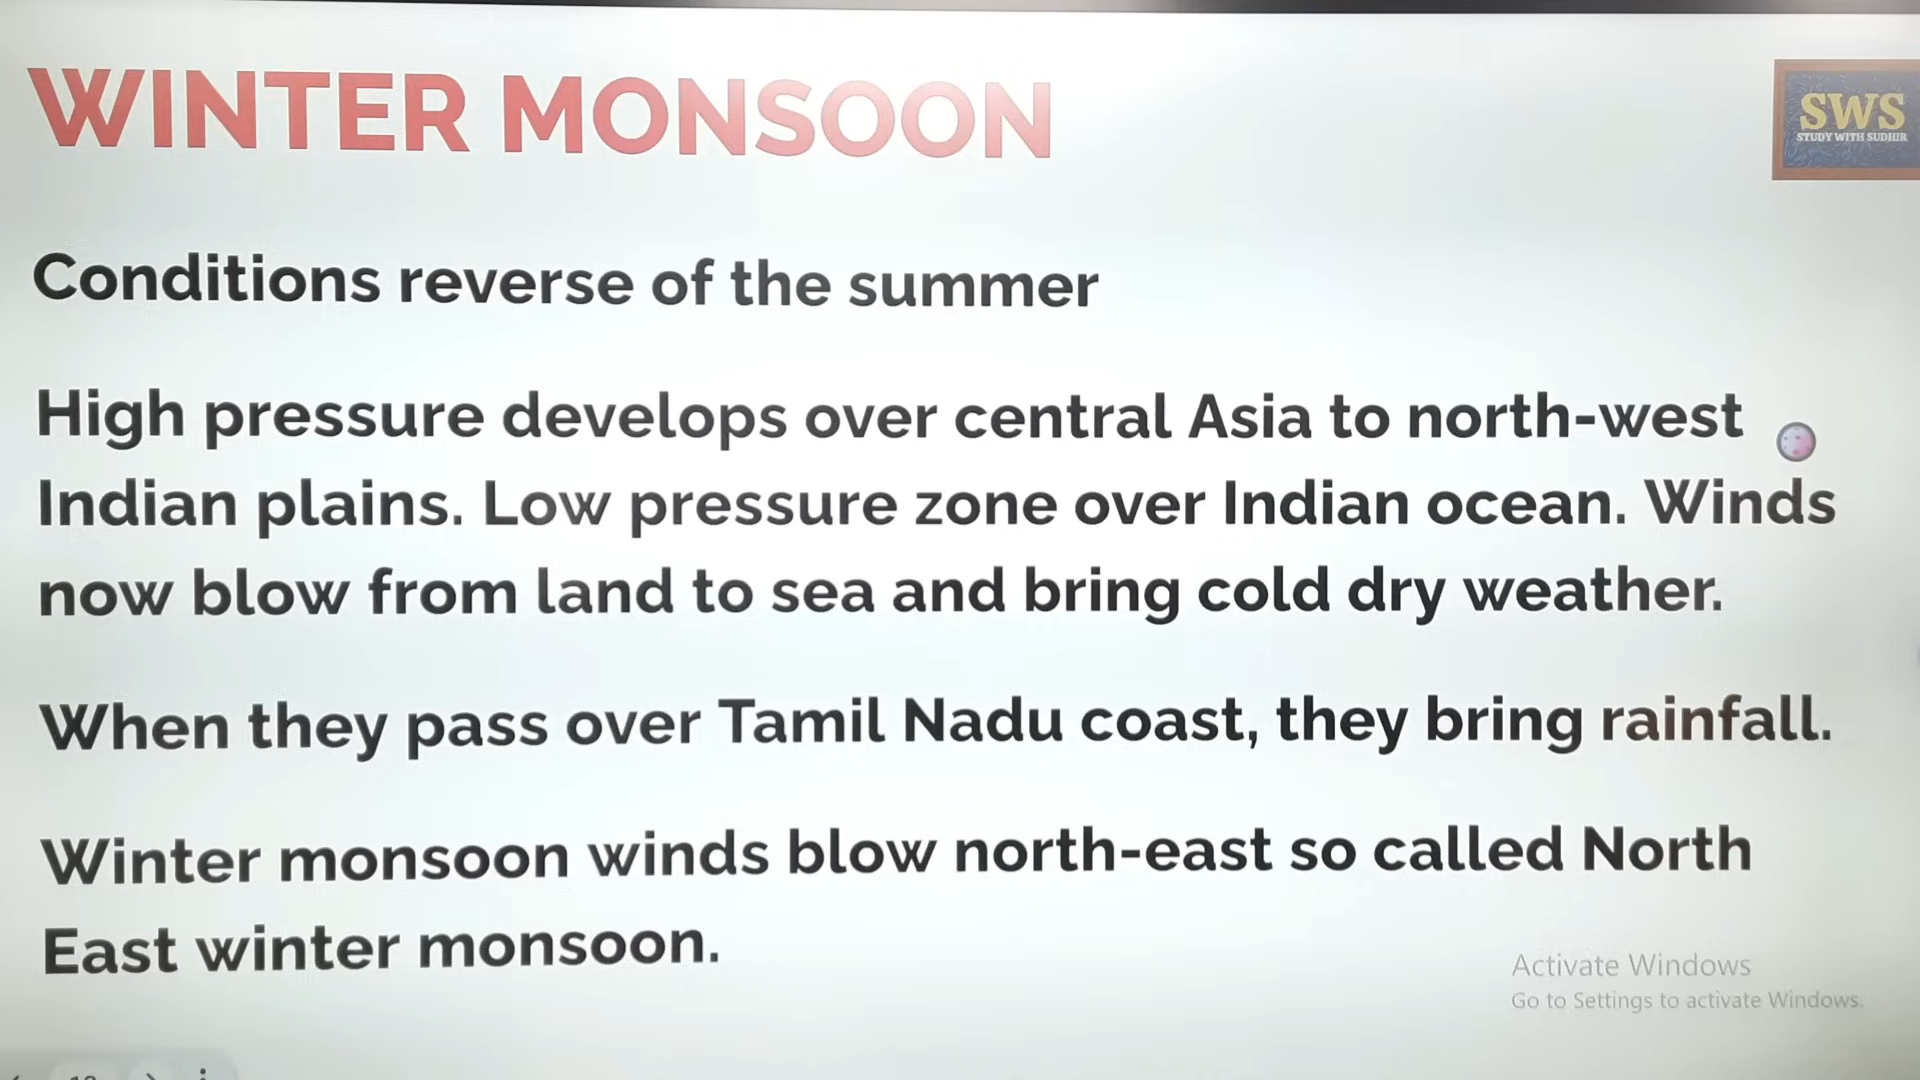 WINTER MONSOON
SWS
STUDY WITH SUDHIR
Conditions reverse of the summer
High pressure develops over central Asia to north-west
Indian plains. Low pressure zone over Indian ocean. Winds
now blow from land to sea and bring cold dry weather.
When they pass over Tamil Nadu coast, they bring rainfall.
Winter monsoon winds blow north-east so called North
East winter monsoon.
Activate Windows
Go to Settings to activate Windows.